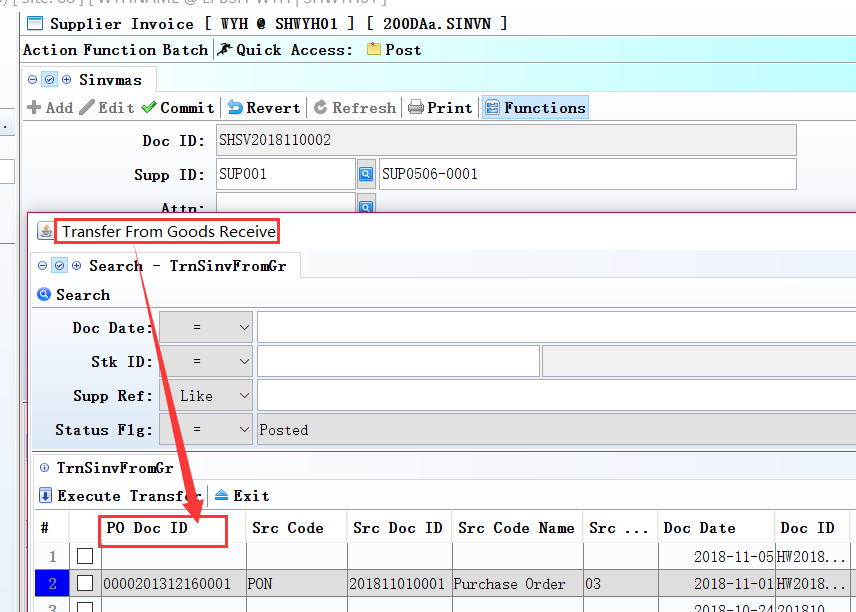 Supplier Invoice [ WYH @ SHWYH01 ] [ 200DAa.SINVN ]
Action Function Batch Quick Access: Post
Sinvmas
Add Edit Commit Revert Refresh Print Functions
Doc ID: SHSV2018110002
Supp ID: SUP001 SUP0506-0001
Attn:
Transfer From Goods Receive
Search - TrnSinvFromGr
Search
Doc Date: =
Stk ID: =
Supp Ref: Like
Status Flg: = Posted
TrnSinvFromGr
Execute Transfer Exit
# PO Doc ID Src Code Src Doc ID Src Code Name Src ... Doc Date Doc ID
1 2018-11-05 HW2018...
2 0000201312160001 PON 201811010001 Purchase Order 03 2018-11-01 HW2018...
3 2018-10-24 201810...